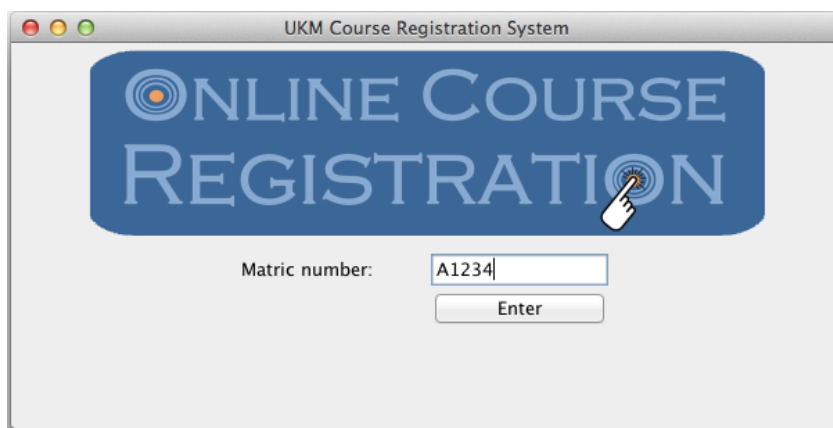 UKM Course Registration System
ONLINE COURSE
REGISTRATION
Matric number: A1234
Enter